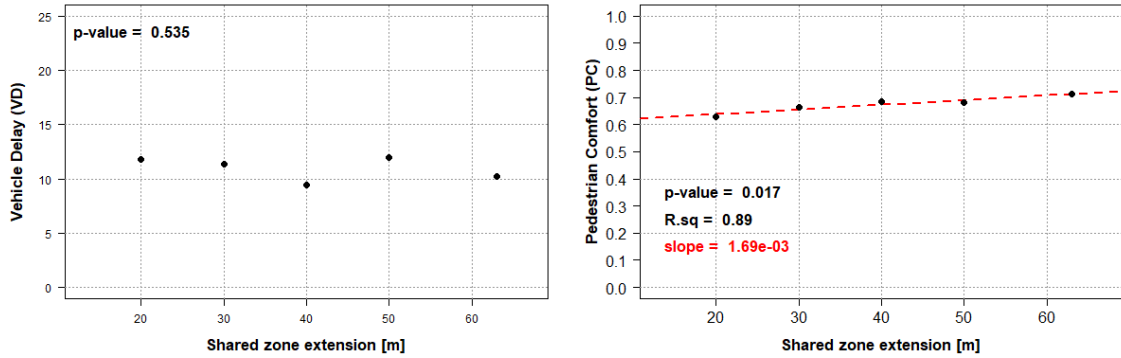 Vehicle Delay (VD)
25
20
15
10
5
0
p-value = 0.535
20 30 40 50 60
Shared zone extension [m]
Pedestrian Comfort (PC)
1.0
0.9
0.8
0.7
0.6
0.5
0.4
0.3
0.2
0.1
0.0
p-value = 0.017
R.sq = 0.89
slope = 1.69e-03
20 30 40 50 60
Shared zone extension [m]